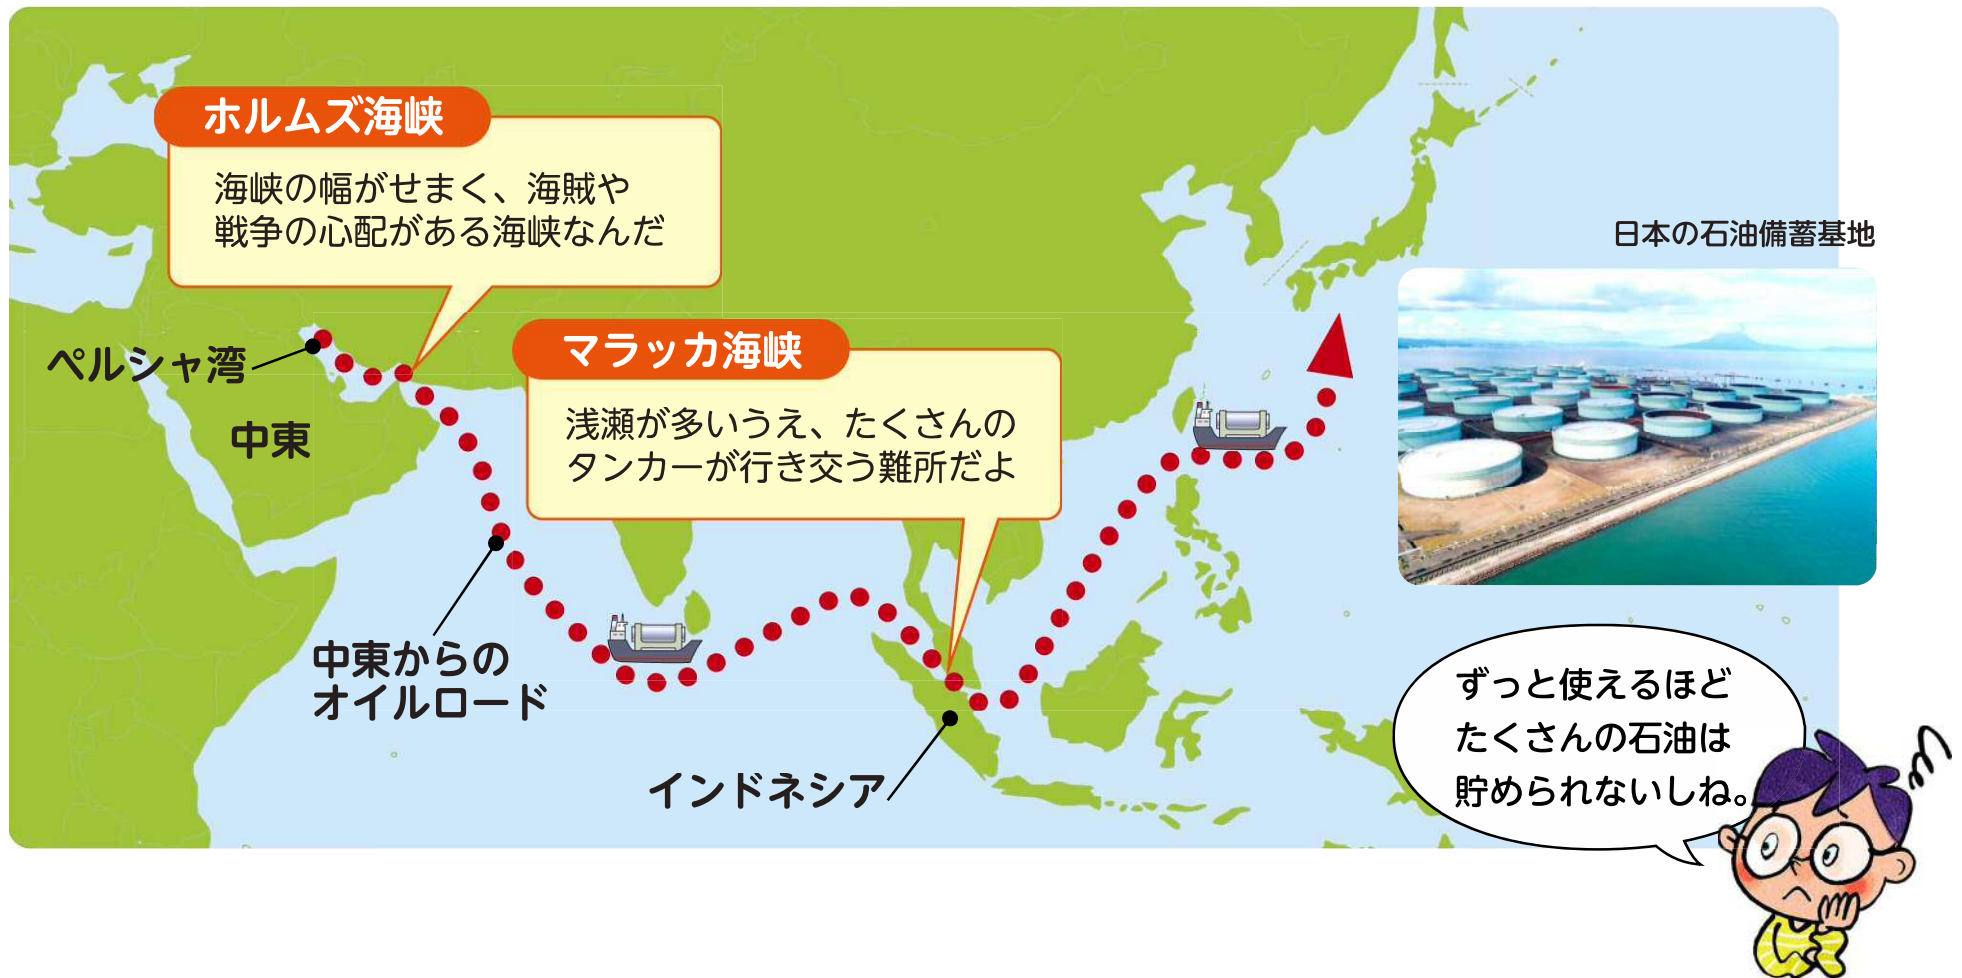 ホルムズ海峡
海峡の幅がせまく、海賊や
戦争の心配がある海峡なんだ
日本の石油備蓄基地
マラッカ海峡
浅瀬が多いうえ、たくさんの
タンカーが行き交う難所だよ
ペルシャ湾
中東
中東からの
オイルロード
インドネシア
ずっと使えるほど
たくさんの石油は
貯められないしね。